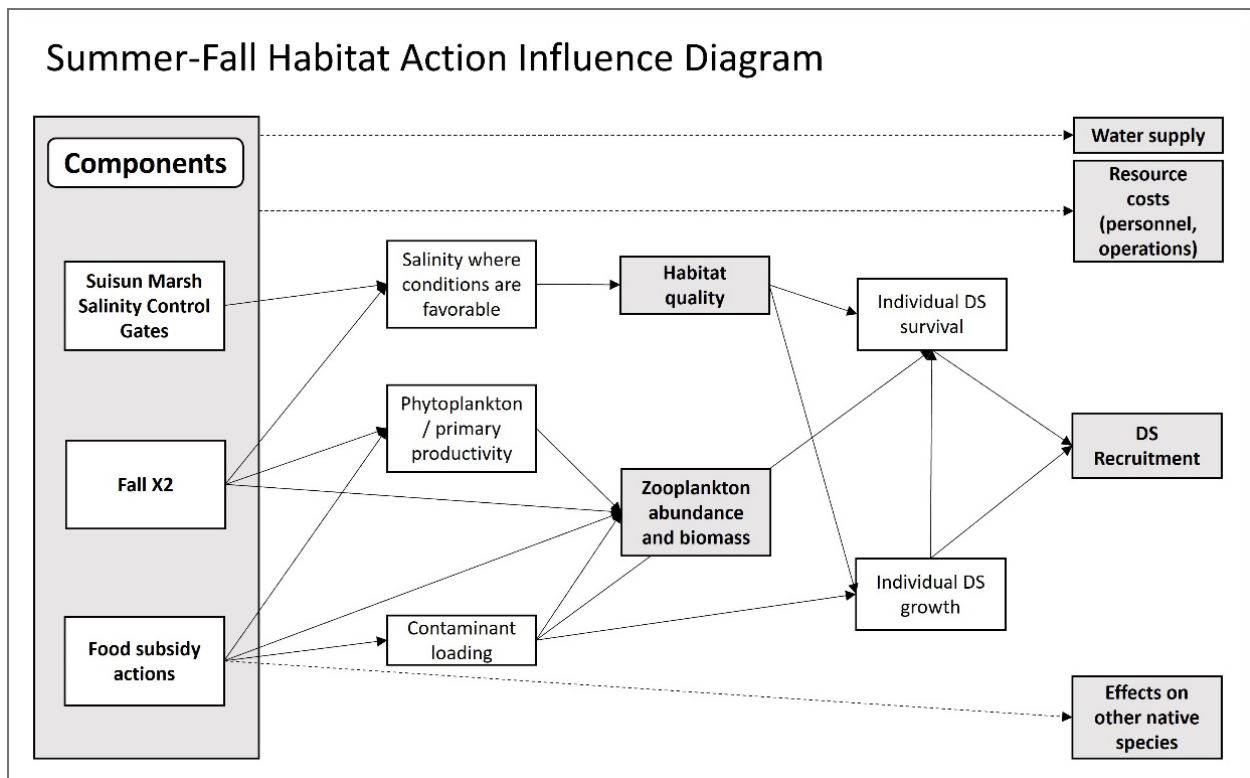 Summer-Fall Habitat Action Influence Diagram
Components
Water supply
Resource
costs
(personnel,
operations)
Suisun Marsh
Salinity Control
Gates
Salinity where
conditions are
favorable
Habitat
quality
Individual DS
survival
Fall X2
Phytoplankton
/ primary
productivity
Zooplankton
abundance
and biomass
DS
Recruitment
Food subsidy
actions
Contaminant
loading
Individual DS
growth
Effects on
other native
species